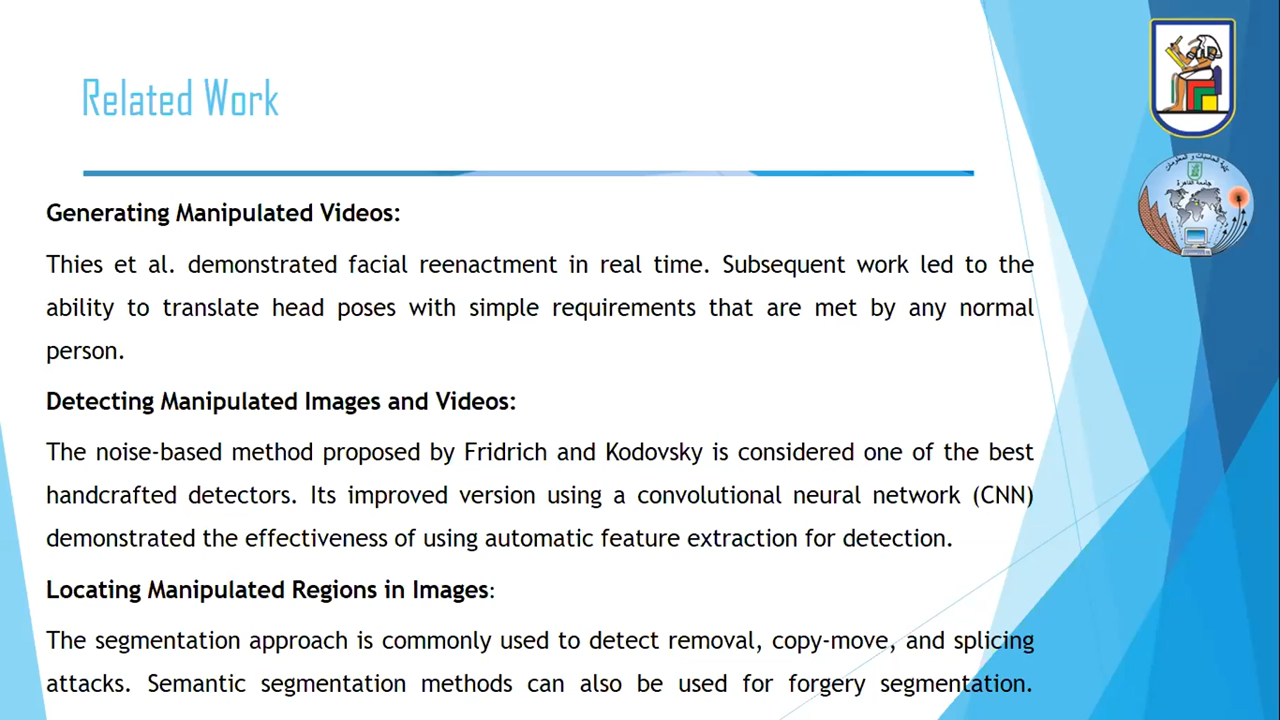 Related Work
كلية الحاسبات و المعلومات
جامعة القاهرة
Generating Manipulated Videos:
Thies et al. demonstrated facial reenactment in real time. Subsequent work led to the
ability to translate head poses with simple requirements that are met by any normal
person.
Detecting Manipulated Images and Videos:
The noise-based method proposed by Fridrich and Kodovsky is considered one of the best
handcrafted detectors. Its improved version using a convolutional neural network (CNN)
demonstrated the effectiveness of using automatic feature extraction for detection.
Locating Manipulated Regions in Images:
The segmentation approach is commonly used to detect removal, copy-move, and splicing
attacks. Semantic segmentation methods can also be used for forgery segmentation.